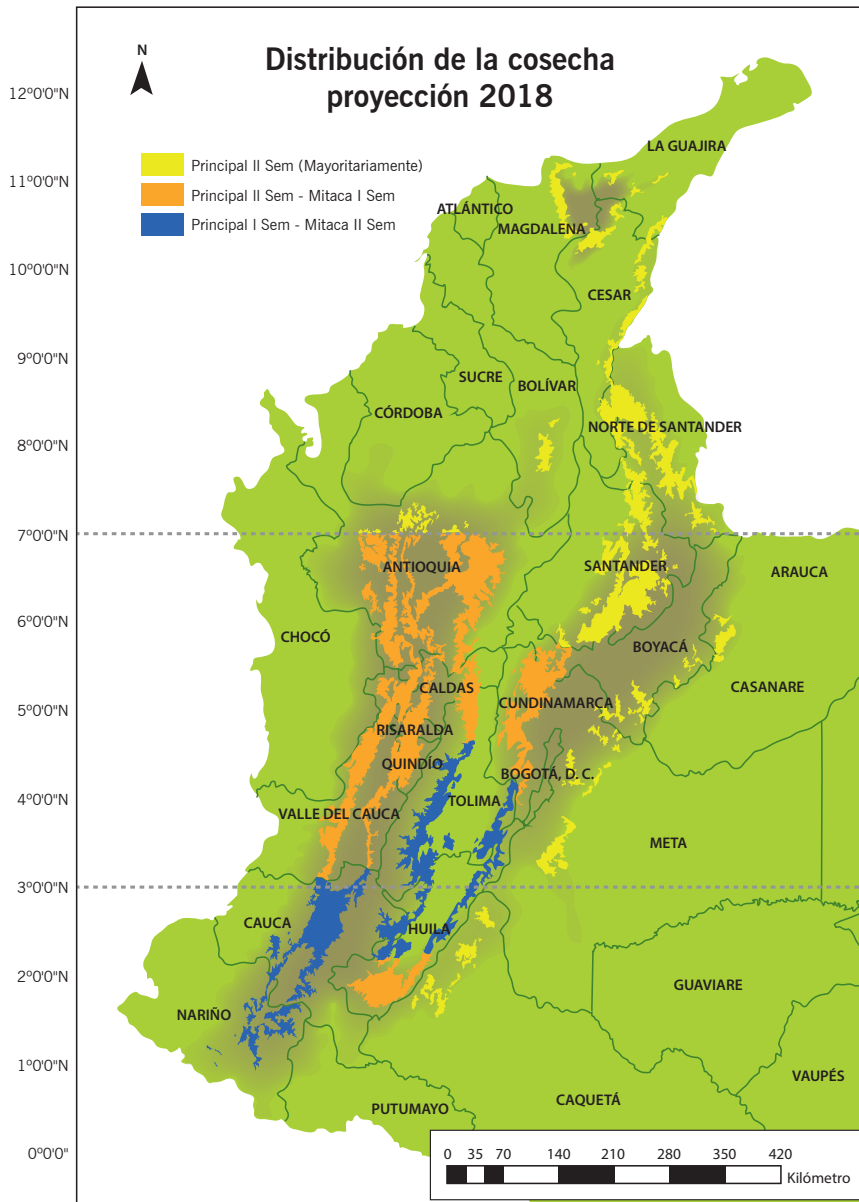 Distribución de la cosecha
proyección 2018
N
Principal II Sem (Mayoritariamente)
Principal II Sem - Mitaca I Sem
Principal I Sem - Mitaca II Sem
12º0'0"N
11º0'0"N
10º0'0"N
9º0'0"N
8º0'0"N
7º0'0"N
6º0'0"N
5º0'0"N
4º0'0"N
3º0'0"N
2º0'0"N
1º0'0"N
0º0'0"
LA GUAJIRA
ATLÁNTICO
MAGDALENA
CESAR
SUCRE
BOLÍVAR
CÓRDOBA
NORTE DE SANTANDER
ANTIOQUIA
SANTANDER
ARAUCA
CHOCÓ
BOYACÁ
CALDAS
CASANARE
CUNDINAMARCA
RISARALDA
QUINDÍO
BOGOTÁ, D. C.
TOLIMA
VALLE DEL CAUCA
META
CAUCA
HUILA
GUAVIARE
NARIÑO
VAUPÉS
CAQUETÁ
PUTUMAYO
0 35 70 140 210 280 350 420
Kilómetro